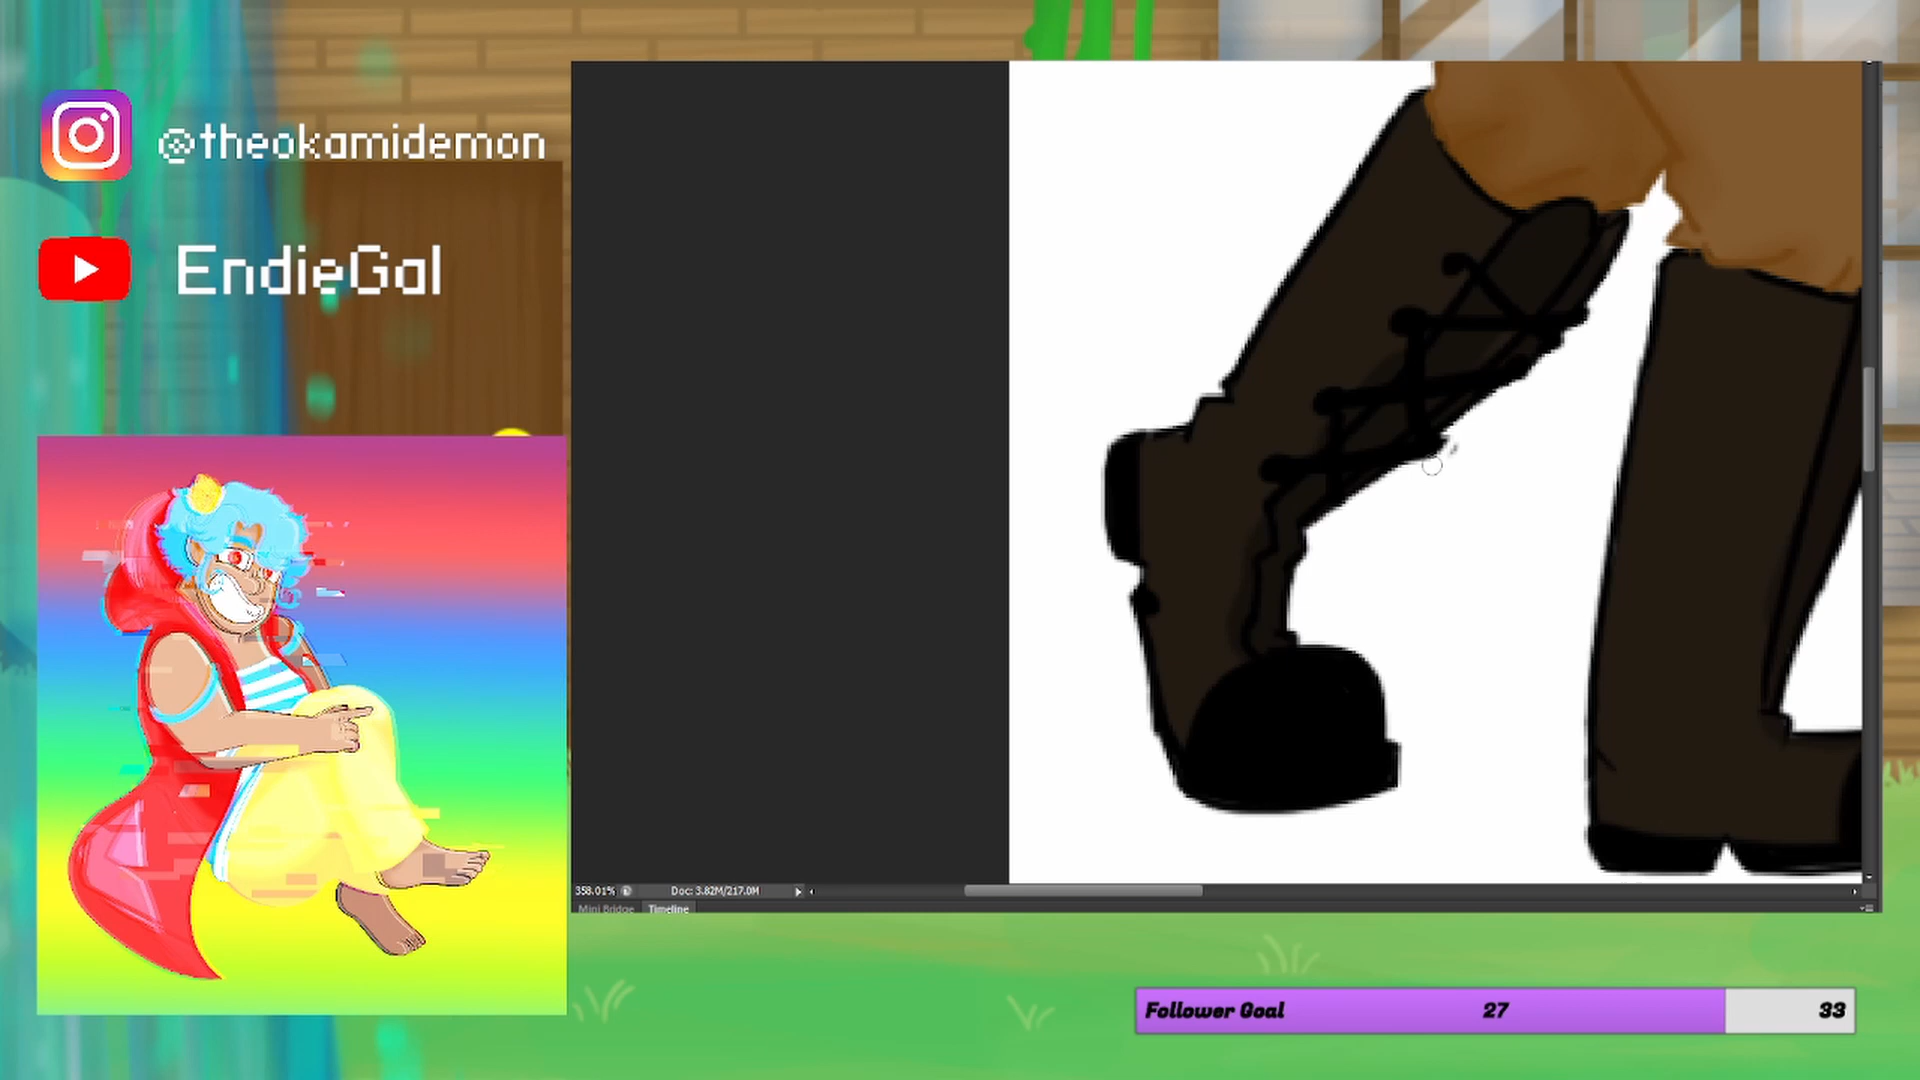 @theokamidemon
EndieGal
358.01%
Doc: 3.82M/217.0M
Mini Bridge
Timeline
Follower Goal
27
33